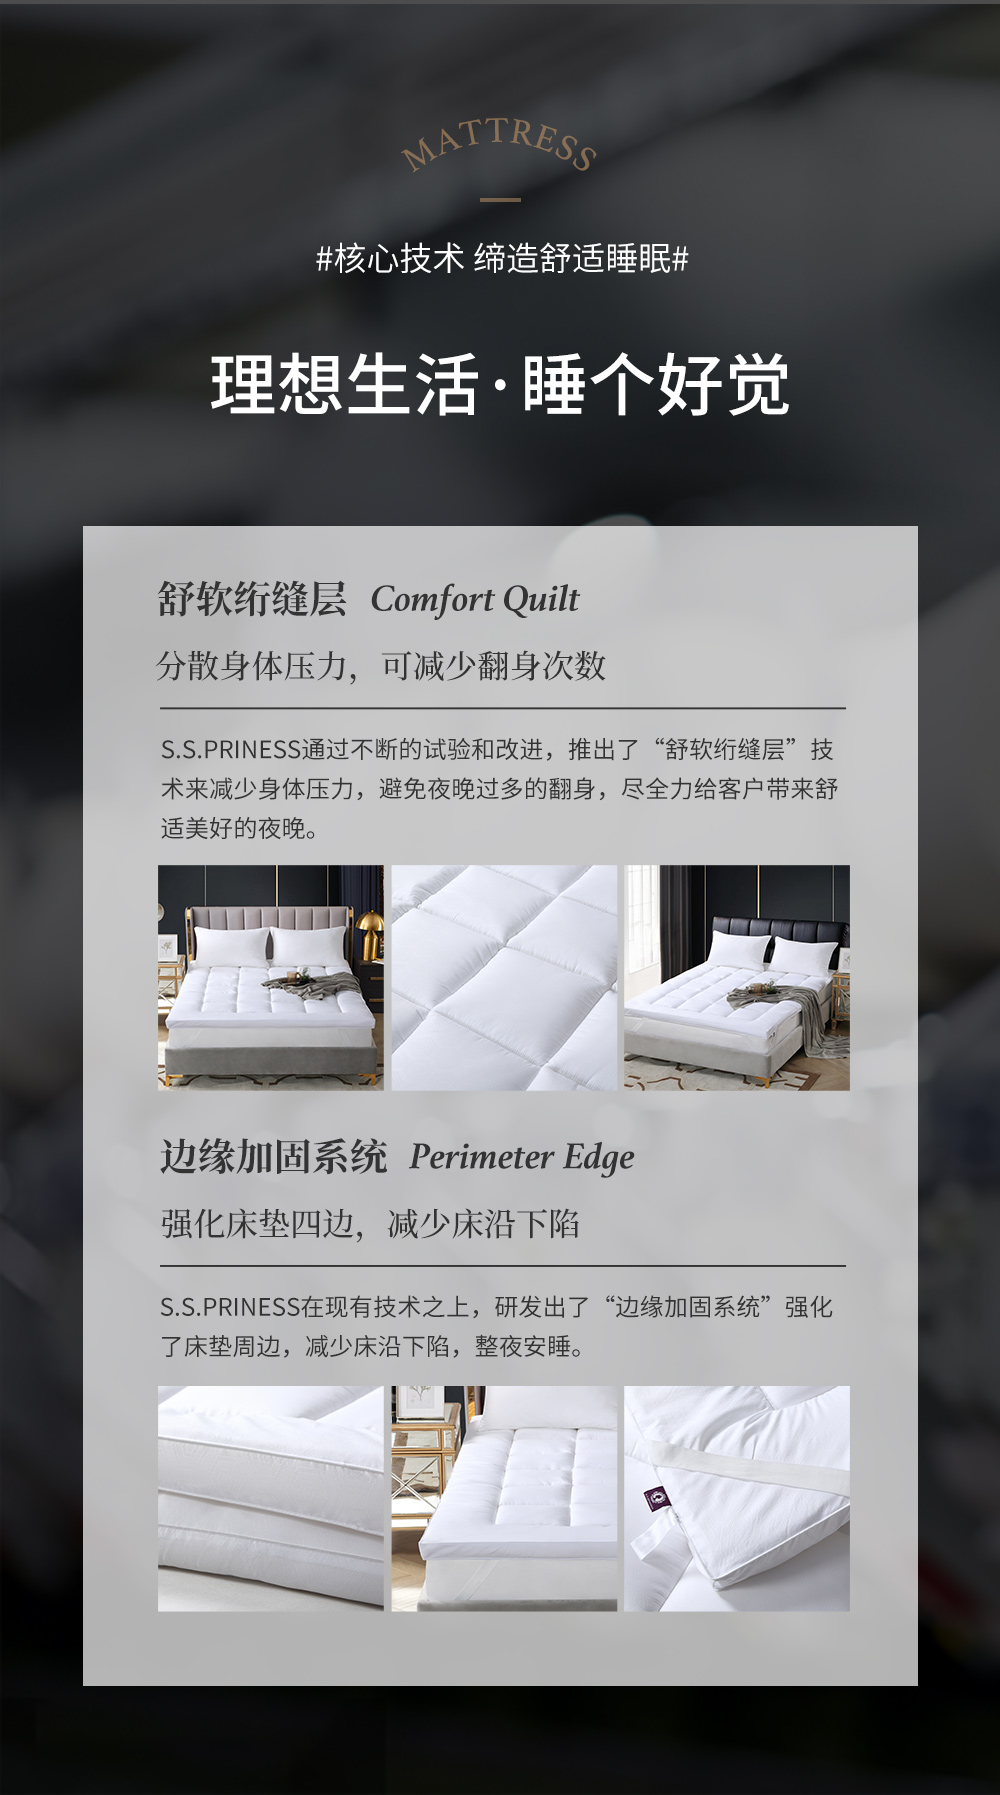 MATTRESS
#核心技术 缔造舒适睡眠#
理想生活·睡个好觉
舒软绗缝层 Comfort Quilt
分散身体压力，可减少翻身次数
S.S.PRINESS通过不断的试验和改进，推出了“舒软绗缝层”技
术来减少身体压力，避免夜晚过多的翻身，尽全力给客户带来舒
适美好的夜晚。
边缘加固系统 Perimeter Edge
强化床垫四边，减少床沿下陷
S.S.PRINESS在现有技术之上，研发出了“边缘加固系统”强化
了床垫周边，减少床沿下陷，整夜安睡。